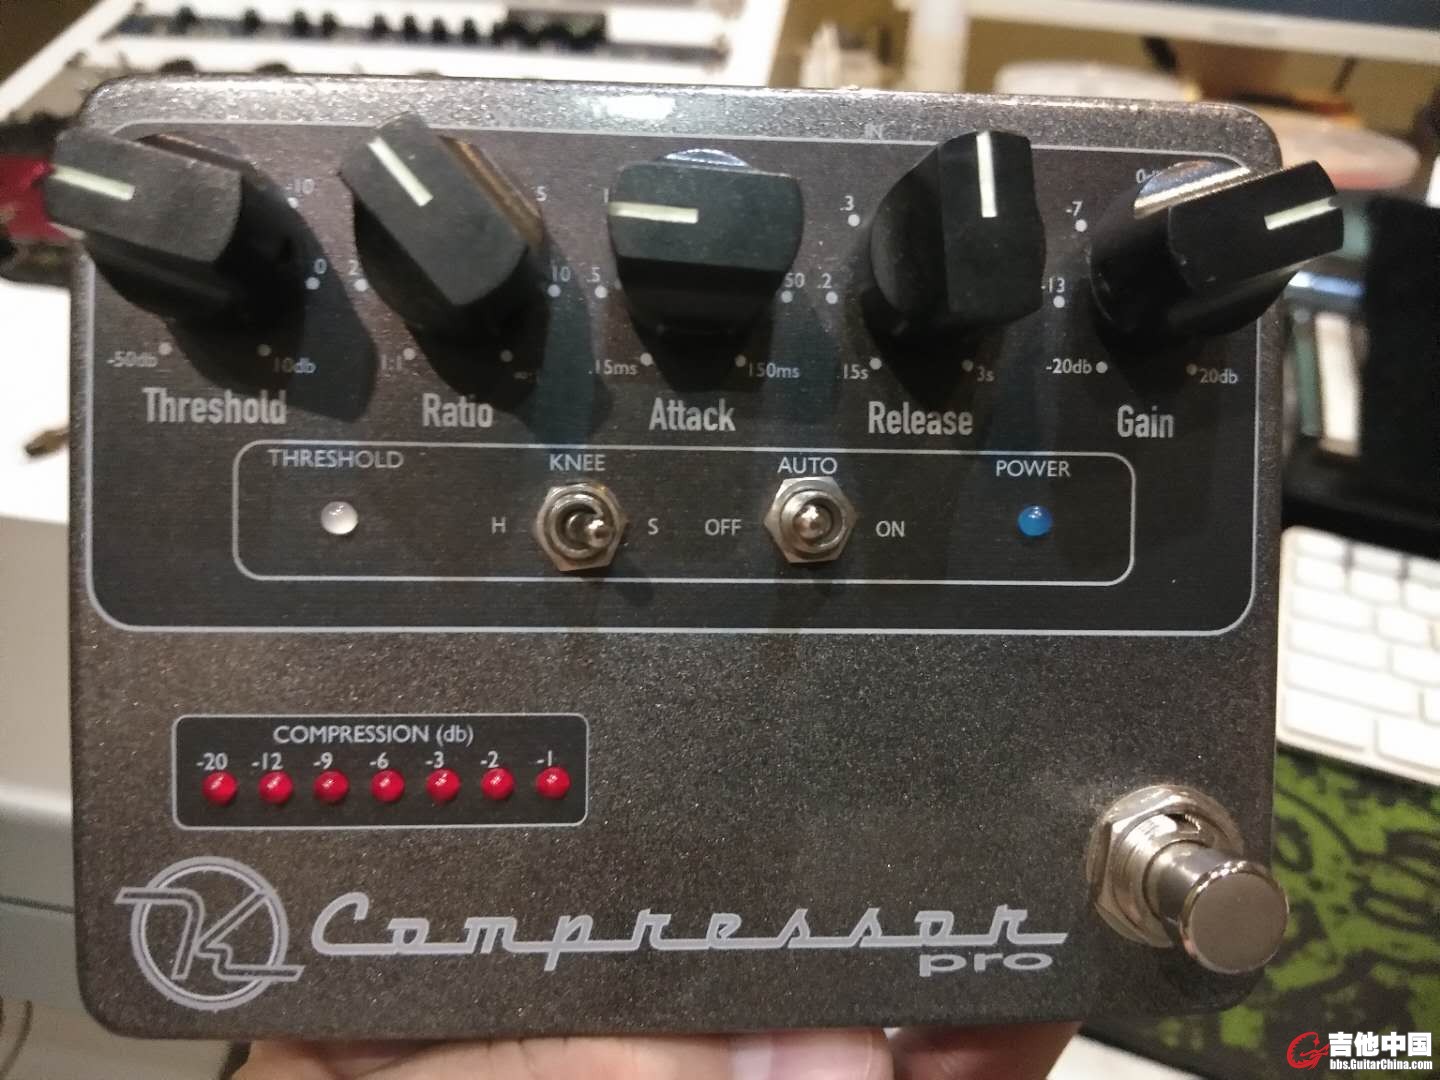 IN
-10
5
1
.3
-7
0
2
10
.5
50
.2
-13
-50db
10db
1:1
.15ms
150ms
.15s
3s
-20db
20db
Threshold
Ratio
Attack
Release
Gain
THRESHOLD
KNEE
AUTO
POWER
H
S
OFF
ON
COMPRESSION (db)
-20 -12 -9 -6 -3 -2 -1
Compressor
pro
吉他中国
bbs.GuitarChina.com